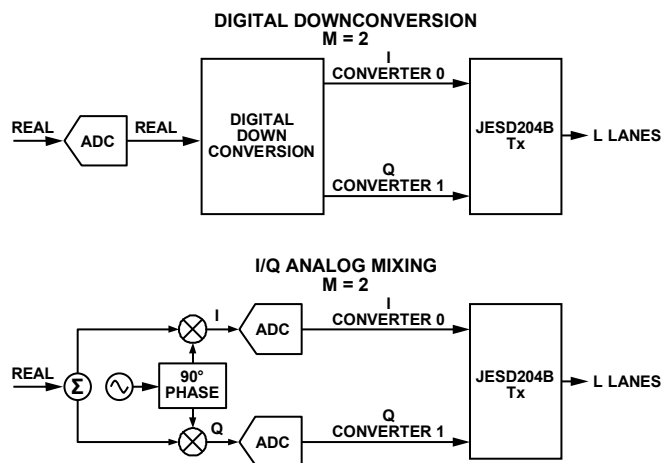 DIGITAL DOWNCONVERSION
M = 2
I
CONVERTER 0
REAL
ADC
REAL
DIGITAL
DOWN
CONVERSION
JESD204B
Tx
L LANES
Q
CONVERTER 1
I/Q ANALOG MIXING
M = 2
I
ADC
I
CONVERTER 0
REAL
Σ
90°
PHASE
JESD204B
Tx
L LANES
Q
ADC
Q
CONVERTER 1